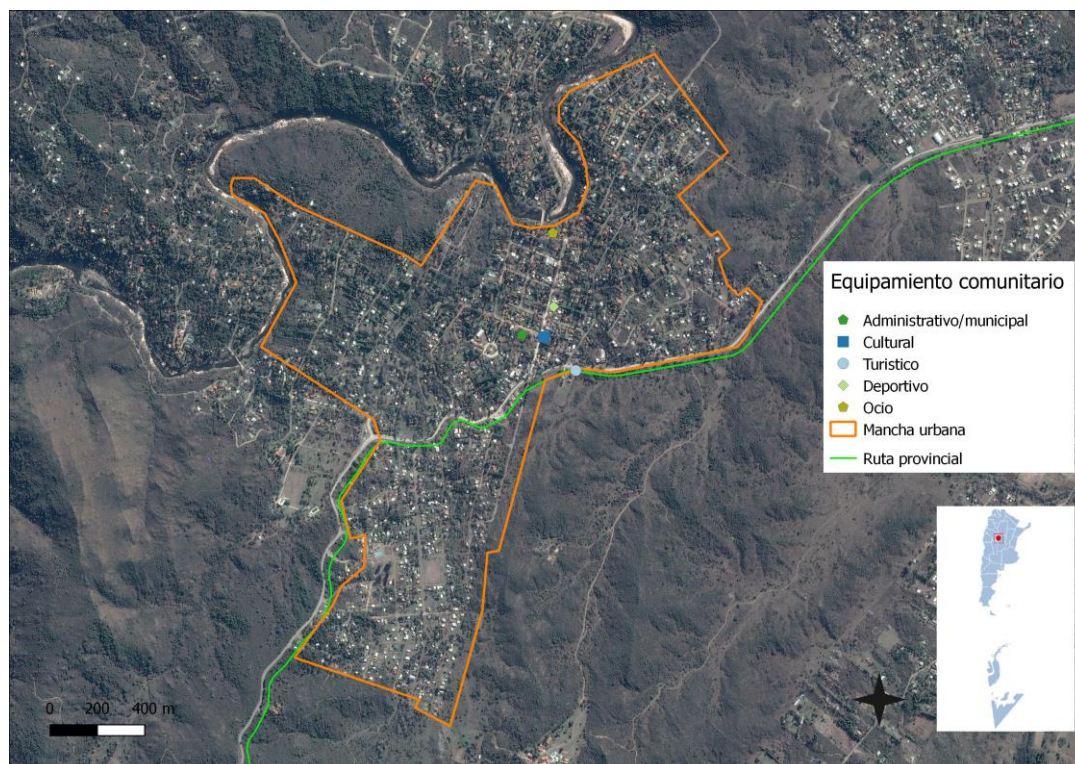 Equipamiento comunitario
Administrativo/municipal
Cultural
Turistico
Deportivo
Ocio
Mancha urbana
Ruta provincial
0 200 400 m